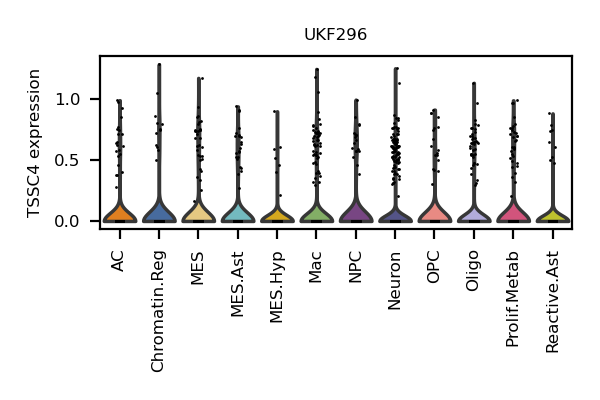 UKF296
TSSC4 expression
1.0
0.5
0.0
AC
Chromatin.Reg
MES
MES.Ast
MES.Hyp
Mac
NPC
Neuron
OPC
Oligo
Prolif.Metab
Reactive.Ast